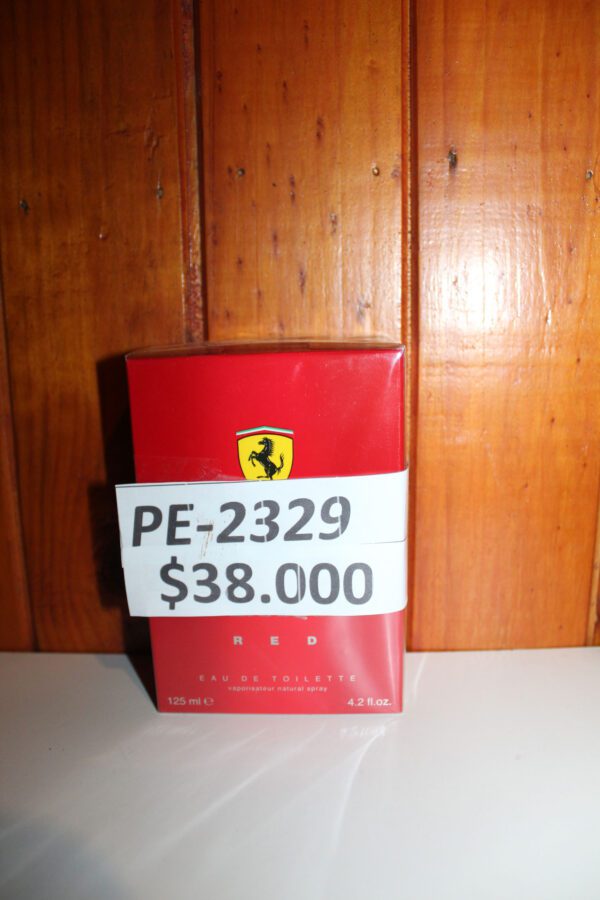 PE-2329
$38.000
RED
EAU DE TOILETTE
vaporisateur natural spray
125 ml ℮
4.2 fl.oz.